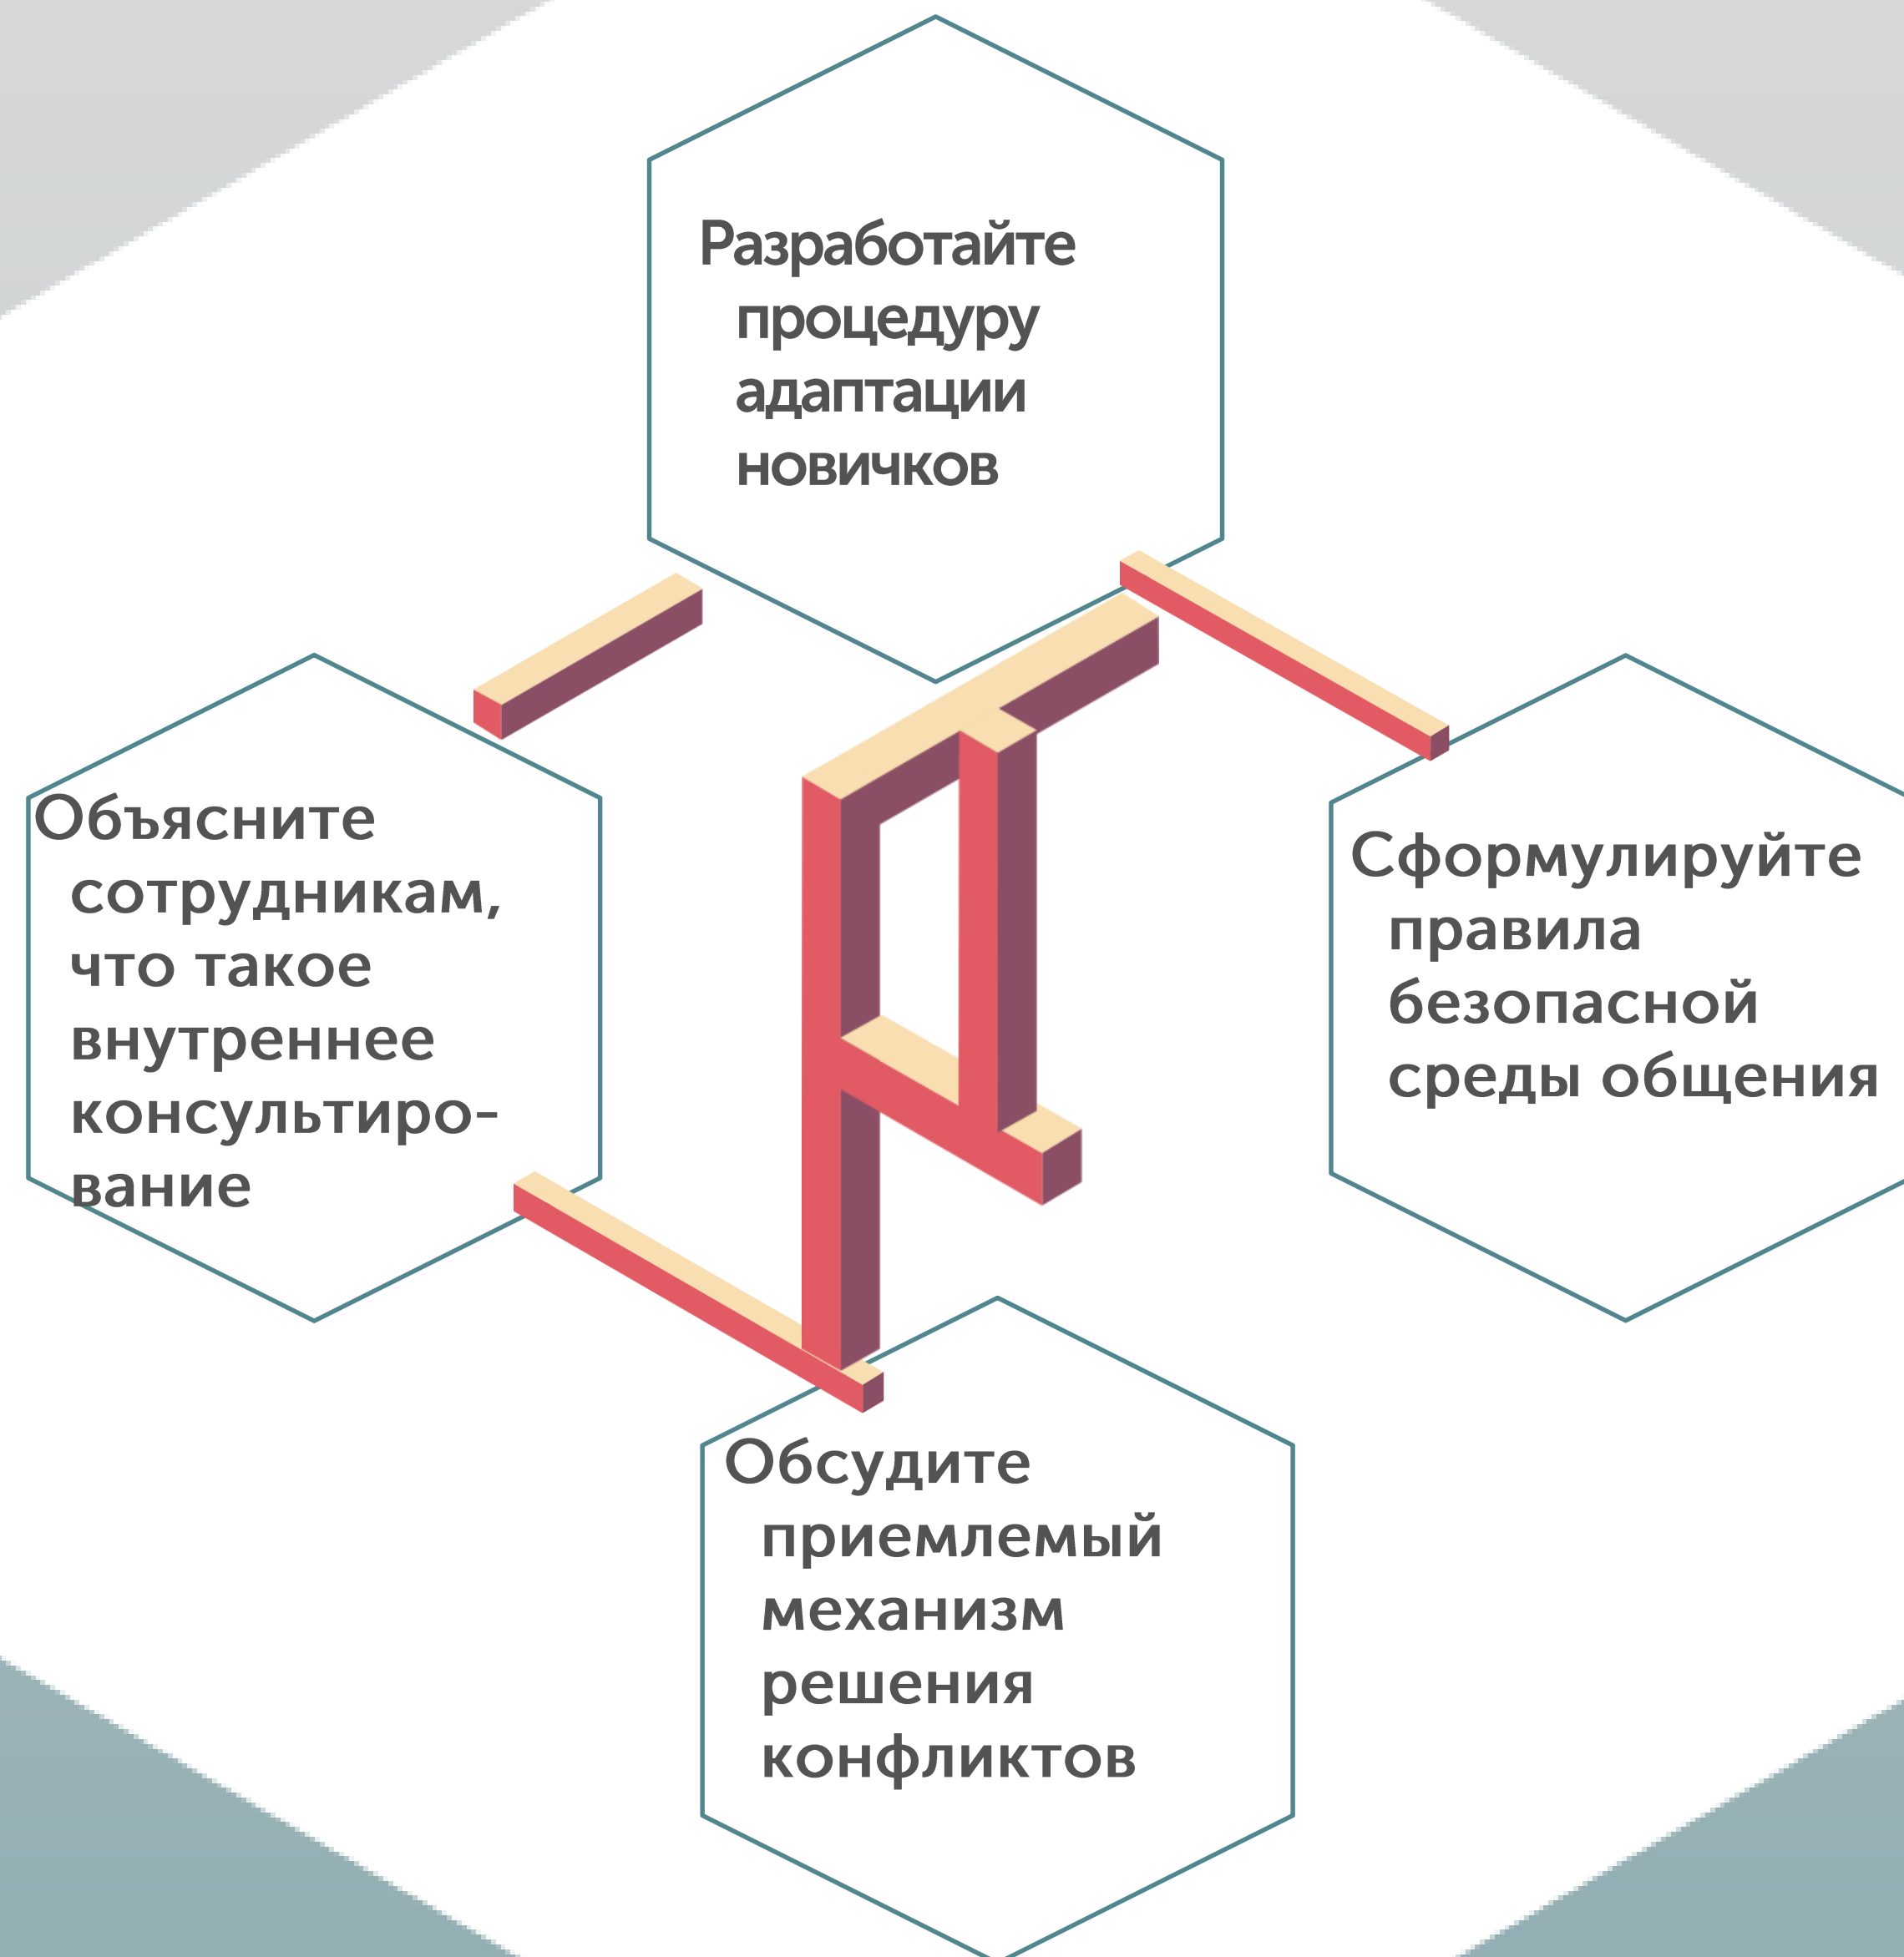 Разработайте
процедуру
адаптации
новичков
Объясните
сотрудникам,
что такое
внутреннее
консультиро-
вание
Сформулируйте
правила
безопасной
среды общения
Обсудите
приемлемый
механизм
решения
конфликтов